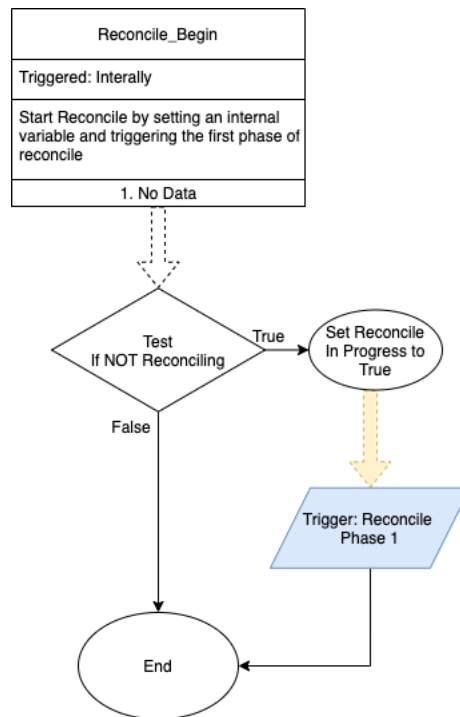 Reconcile_Begin
Triggered: Interally
Start Reconcile by setting an internal
variable and triggering the first phase of
reconcile
1. No Data
Test
If NOT Reconciling
True
Set Reconcile
In Progress to
True
False
Trigger: Reconcile
Phase 1
End